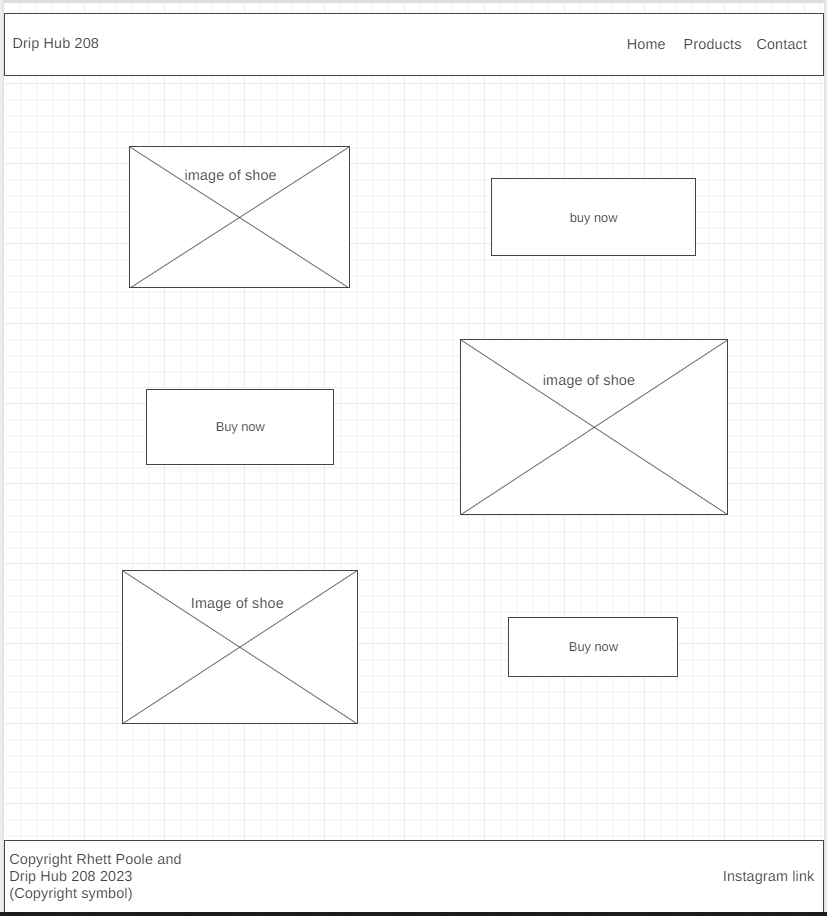 Drip Hub 208
Home Products Contact
image of shoe
buy now
Buy now
image of shoe
Image of shoe
Buy now
Copyright Rhett Poole and
Drip Hub 208 2023
(Copyright symbol)
Instagram link